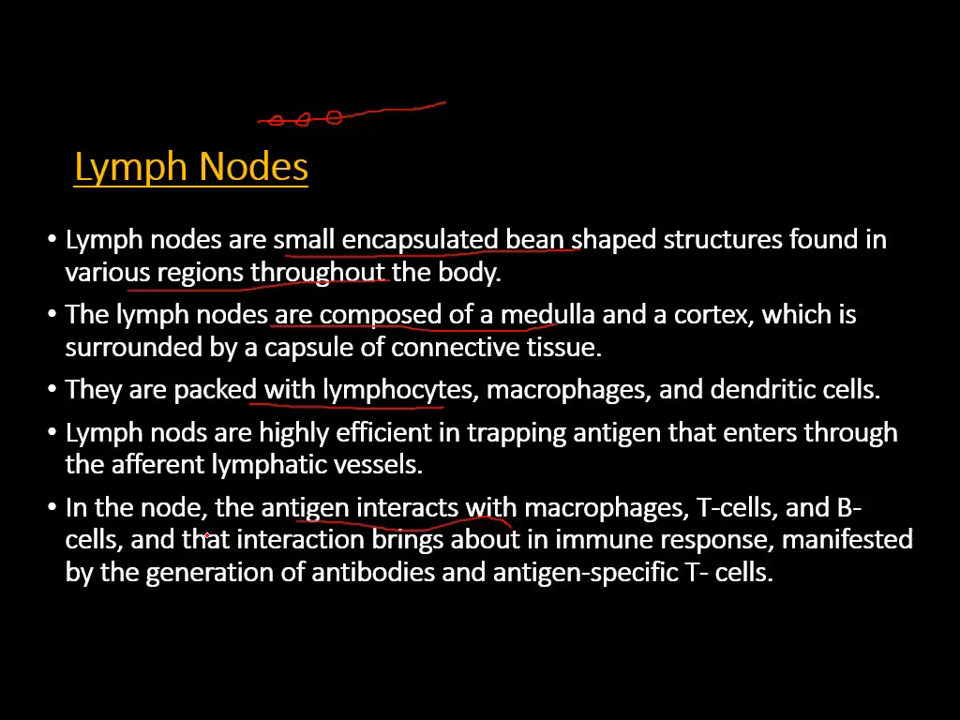 Lymph Nodes
• Lymph nodes are small encapsulated bean shaped structures found in
various regions throughout the body.
• The lymph nodes are composed of a medulla and a cortex, which is
surrounded by a capsule of connective tissue.
• They are packed with lymphocytes, macrophages, and dendritic cells.
• Lymph nods are highly efficient in trapping antigen that enters through
the afferent lymphatic vessels.
• In the node, the antigen interacts with macrophages, T-cells, and B-
cells, and that interaction brings about in immune response, manifested
by the generation of antibodies and antigen-specific T- cells.